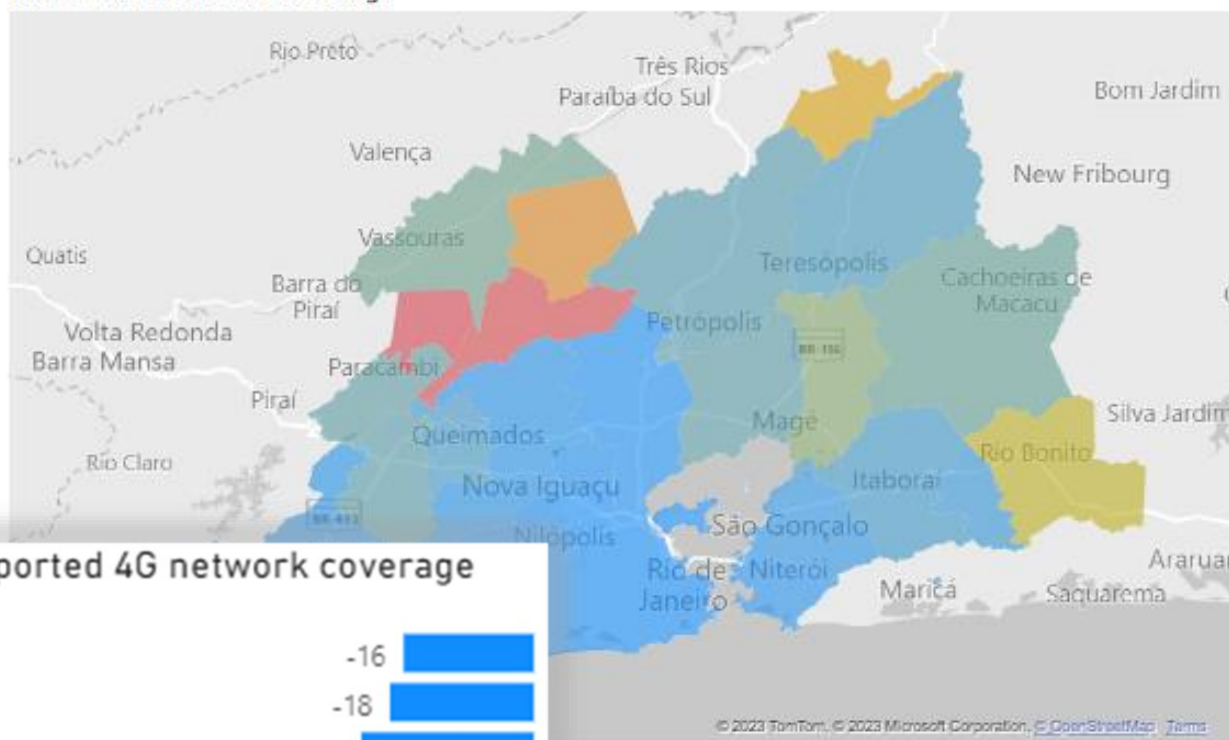 Rio Preto
Três Rios
Paraíba do Sul
Bom Jardim
Valença
New Fribourg
Vassouras
Quatis
Teresópolis
Cachoeiras de
Macacu
Barra do
Piraí
Volta Redonda
Petrópolis
Barra Mansa
Paracambi
Piraí
Magé
Silva Jardim
Queimados
Rio Bonito
Rio Claro
Nova Iguaçu
Itaboraí
São Gonçalo
Nilópolis
ported 4G network coverage
Rio de
Janeiro
Niterói
Maricá
Saquarema
Araruar
-16
-18
© 2023 TomTom, © 2023 Microsoft Corporation, © OpenStreetMap Terms